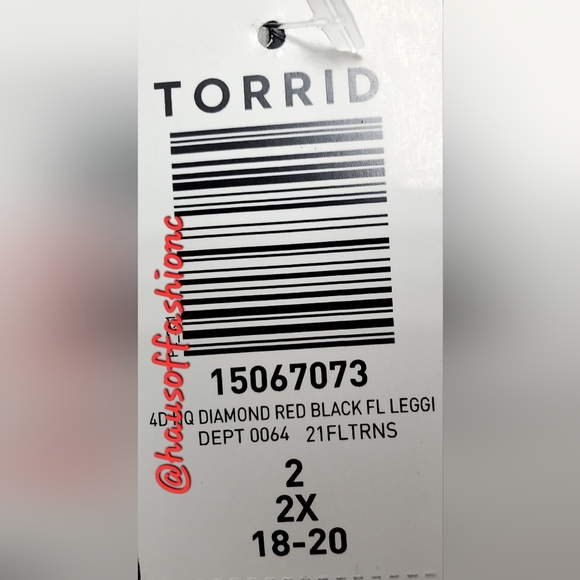 TORRID
15067073
DIAMOND RED BLACK FL LEGGI
DEPT 0064 21FLTRNS
2
2X
18-20
@hausoffashionc